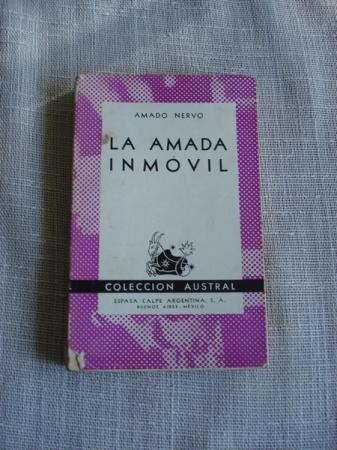 AMADO NERVO
LA AMADA
INMÓVIL
COLECCION AUSTRAL
ESPASA CALPE ARGENTINA, S. A.
BUENOS AIRES - MÉXICO